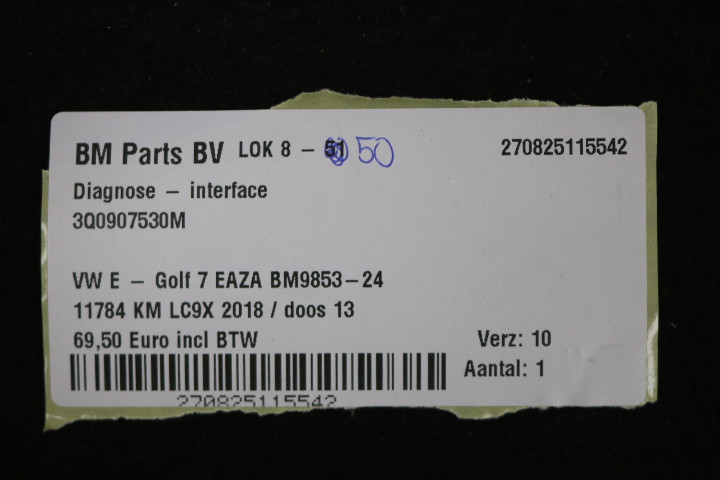 BM Parts BV LOK 8 - 51 50 270825115542
Diagnose - interface
3Q0907530M
VW E - Golf 7 EAZA BM9853-24
11784 KM LC9X 2018 / doos 13
69,50 Euro incl BTW Verz: 10
Aantal: 1
270825115542